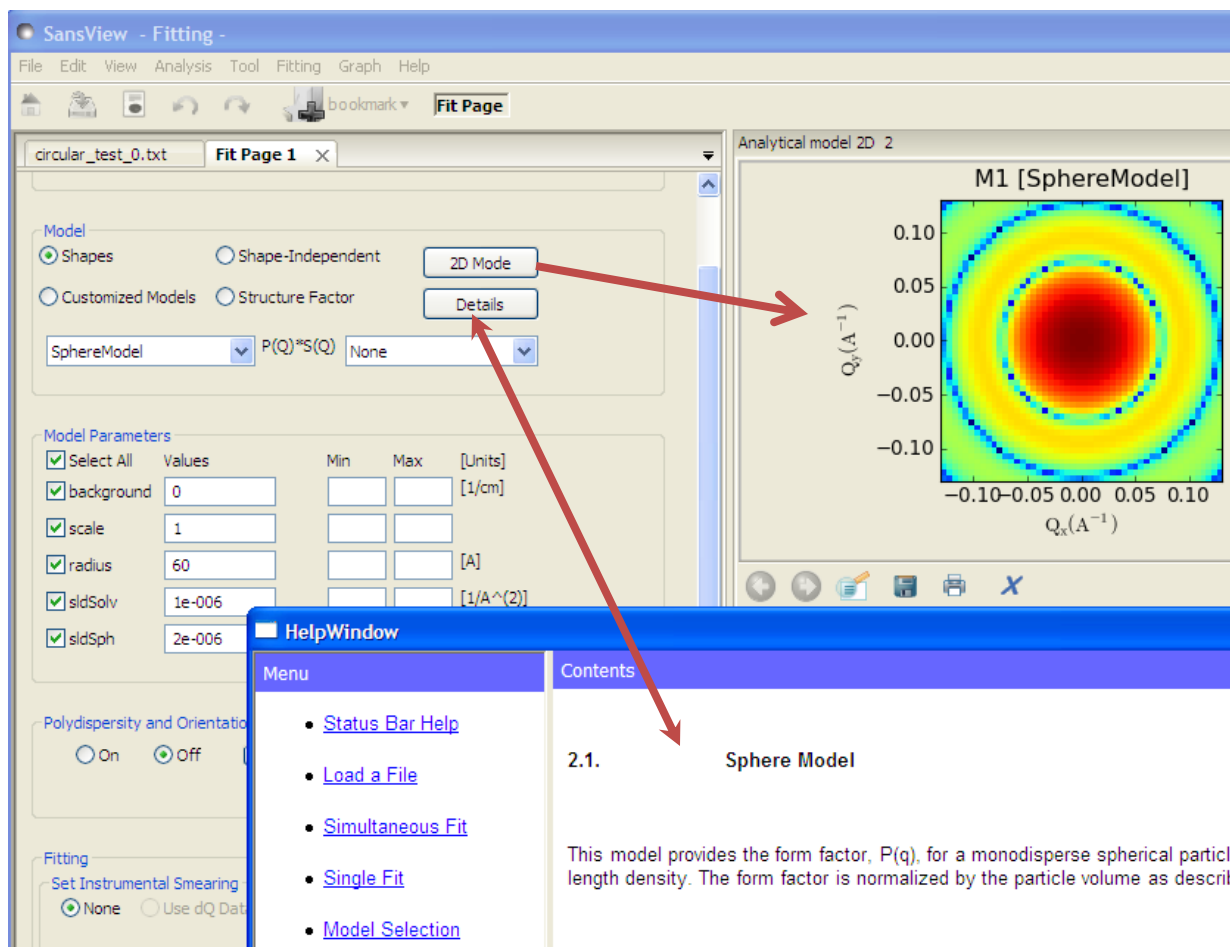 SansView - Fitting -
File Edit View Analysis Tool Fitting Graph Help
bookmark Fit Page
circular_test_0.txt Fit Page 1
Model
Shapes Shape-Independent 2D Mode
Customized Models Structure Factor Details
SphereModel P(Q)*S(Q) None
Model Parameters
Select All Values Min Max [Units]
background 0 [1/cm]
scale 1
radius 60 [A]
sldSolv 1e-006 [1/A^(2)]
sldSph 2e-006
Polydispersity and Orientatio
On Off
Fitting
Set Instrumental Smearing
None Use dQ Dat
Analytical model 2D 2
M1 [SphereModel]
0.10
0.05
0.00
−0.05
−0.10
Qy(A−1)
−0.10 −0.05 0.00 0.05 0.10
Qx(A−1)
HelpWindow
Menu
Status Bar Help
Load a File
Simultaneous Fit
Single Fit
Model Selection
Contents
2.1. Sphere Model
This model provides the form factor, P(q), for a monodisperse spherical particl
length density. The form factor is normalized by the particle volume as describ